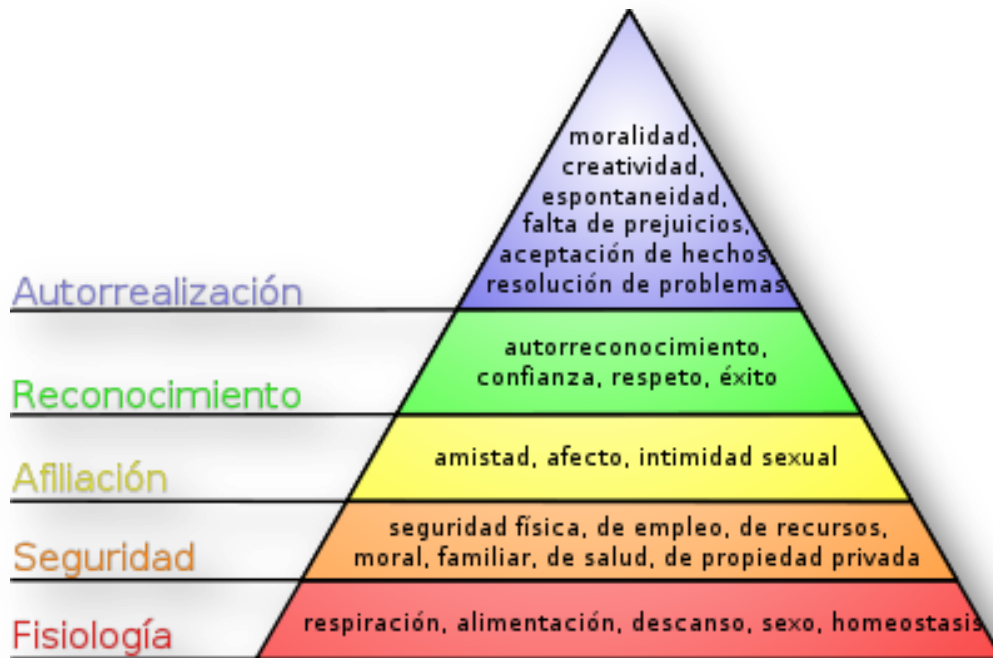 moralidad,
creatividad,
espontaneidad,
falta de prejuicios,
aceptación de hechos,
resolución de problemas
Autorrealización
autorreconocimiento,
confianza, respeto, éxito
Reconocimiento
amistad, afecto, intimidad sexual
Afiliación
seguridad física, de empleo, de recursos,
moral, familiar, de salud, de propiedad privada
Seguridad
respiración, alimentación, descanso, sexo, homeostasis
Fisiología